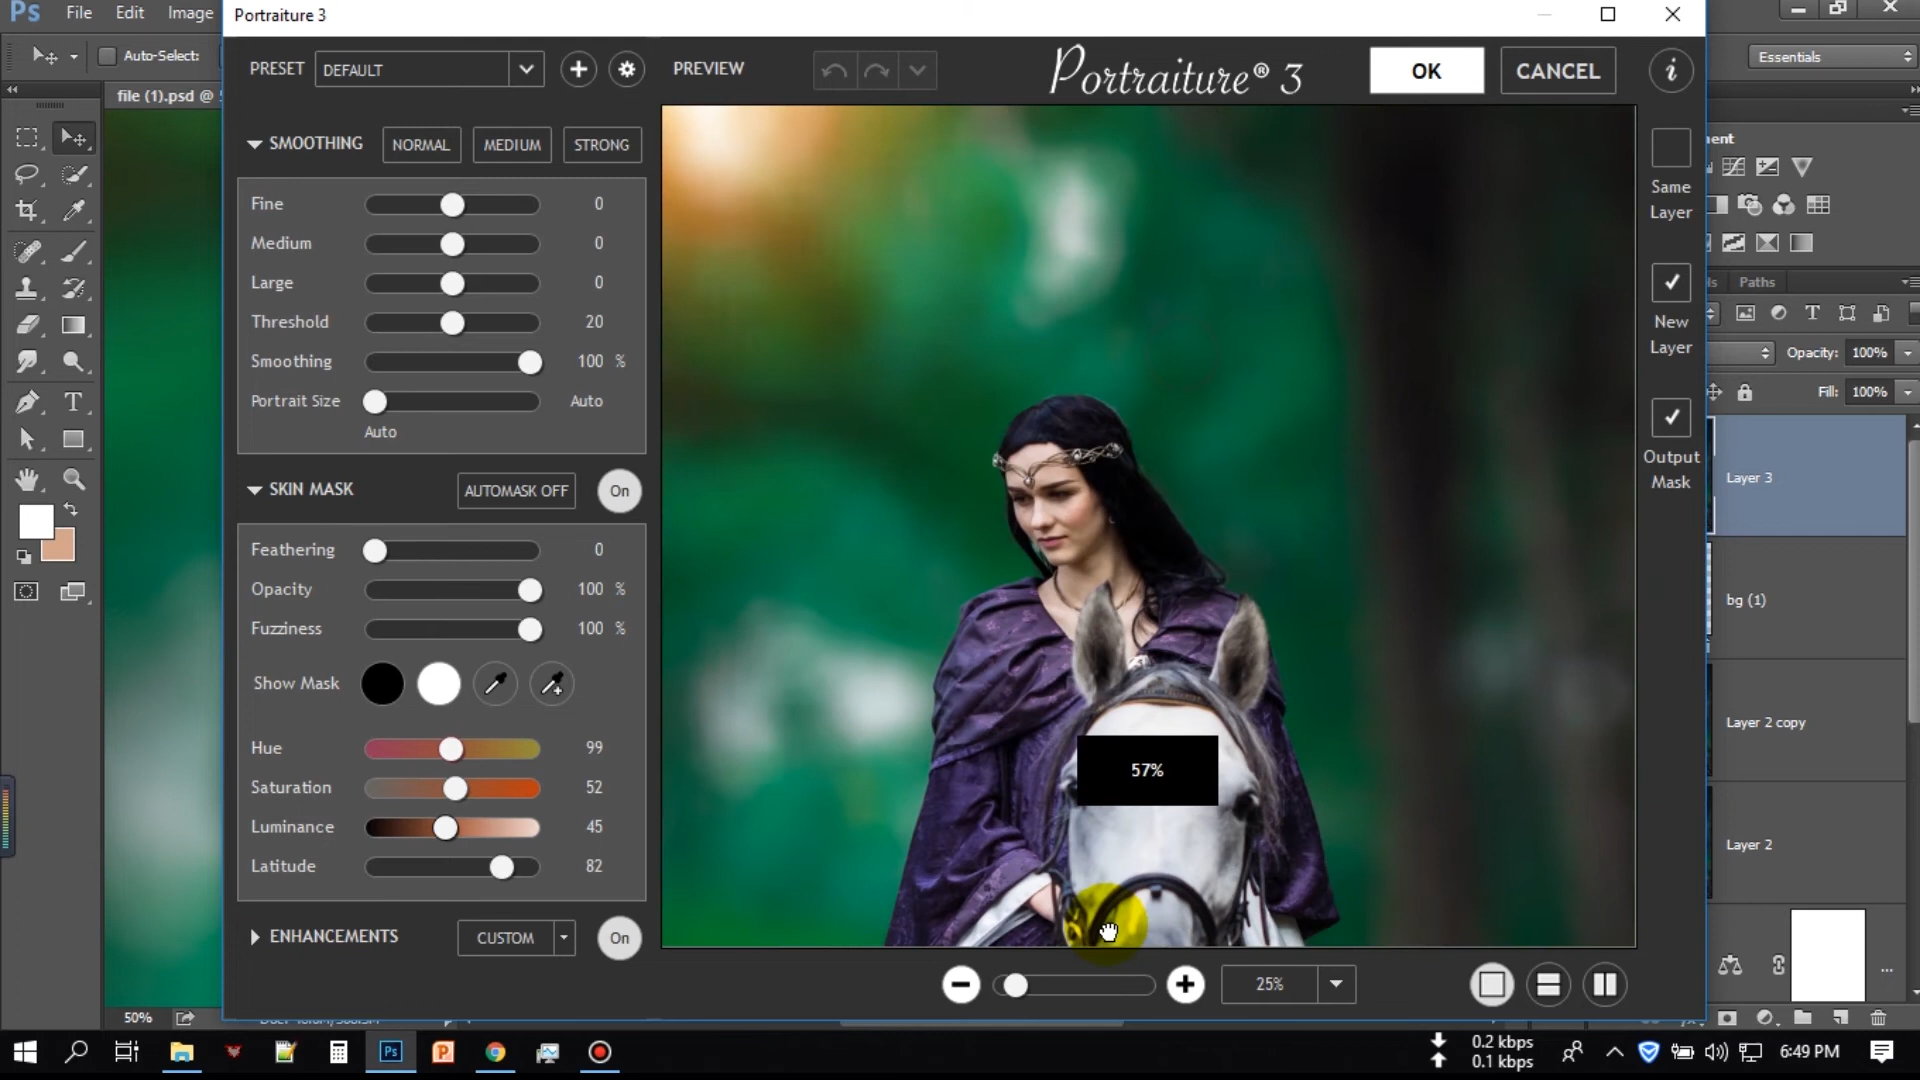 Ps File Edit Image
Portraiture 3
Auto-Select:
Essentials
file (1).psd @
PRESET DEFAULT
PREVIEW
Portraiture® 3
OK
CANCEL
i
SMOOTHING NORMAL MEDIUM STRONG
Fine 0
Medium 0
Large 0
Threshold 20
Smoothing 100 %
Portrait Size Auto
Auto
SKIN MASK AUTOMASK OFF On
Feathering 0
Opacity 100 %
Fuzziness 100 %
Show Mask
Hue 99
Saturation 52
Luminance 45
Latitude 82
ENHANCEMENTS CUSTOM On
57%
25%
Same
Layer
New
Layer
Output
Mask
ment
ls Paths
Opacity: 100%
Fill: 100%
Layer 3
bg (1)
Layer 2 copy
Layer 2
50%
0.2 kbps
0.1 kbps
6:49 PM